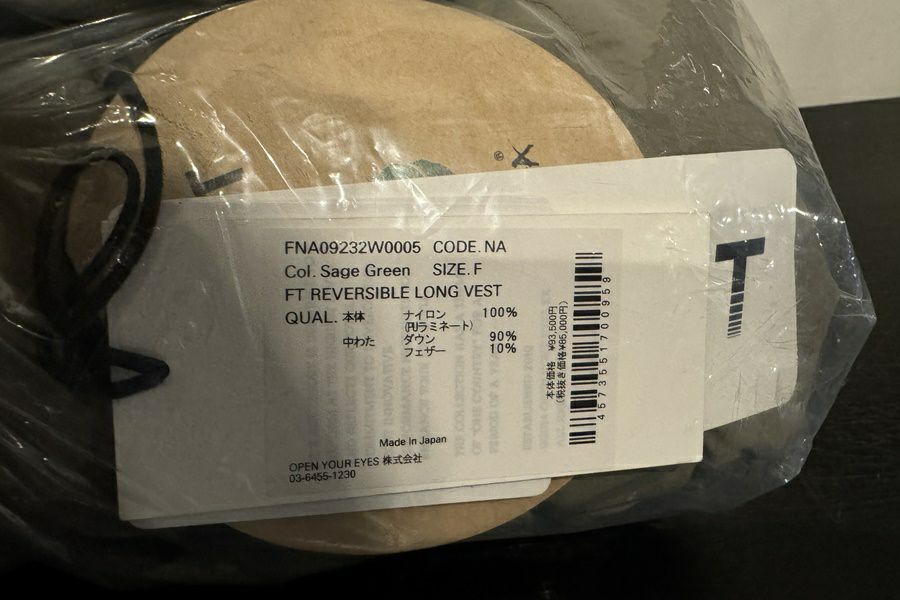 FNA09232W0005 CODE. NA
Col. Sage Green SIZE. F
FT REVERSIBLE LONG VEST
QUAL. 本体 ナイロン 100%
(PUラミネート)
中わた ダウン 90%
フェザー 10%
Made In Japan
OPEN YOUR EYES 株式会社
03-6455-1230
本体価格 ¥93,500円
(税抜き価格¥85,000円)
4573551700959
T